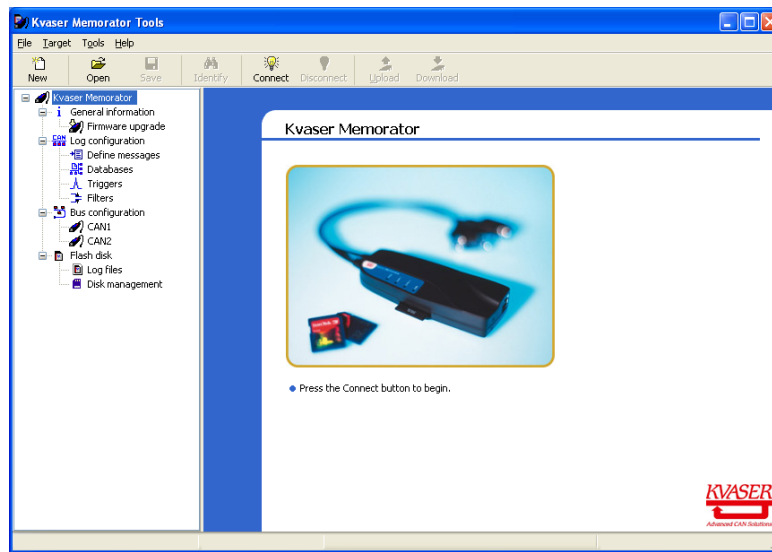 Kvaser Memorator Tools
File Target Tools Help
New Open Save Identify Connect Disconnect Upload Download
Kvaser Memorator
General information
Firmware upgrade
Log configuration
Define messages
Databases
Triggers
Filters
Bus configuration
CAN1
CAN2
Flash disk
Log files
Disk management
Kvaser Memorator
Press the Connect button to begin.
KVASER
Advanced CAN Solutions